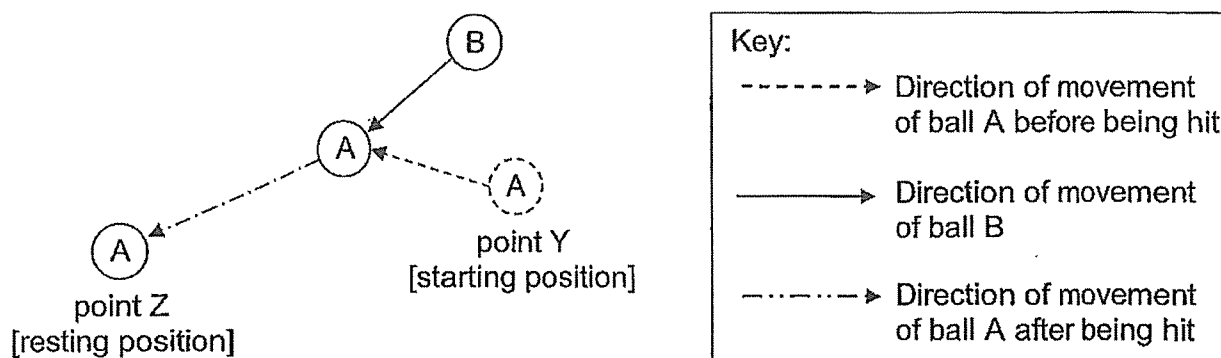 B
A
A
A
point Y
[starting position]
point Z
[resting position]
Key:
Direction of movement
of ball A before being hit
Direction of movement
of ball B
Direction of movement
of ball A after being hit